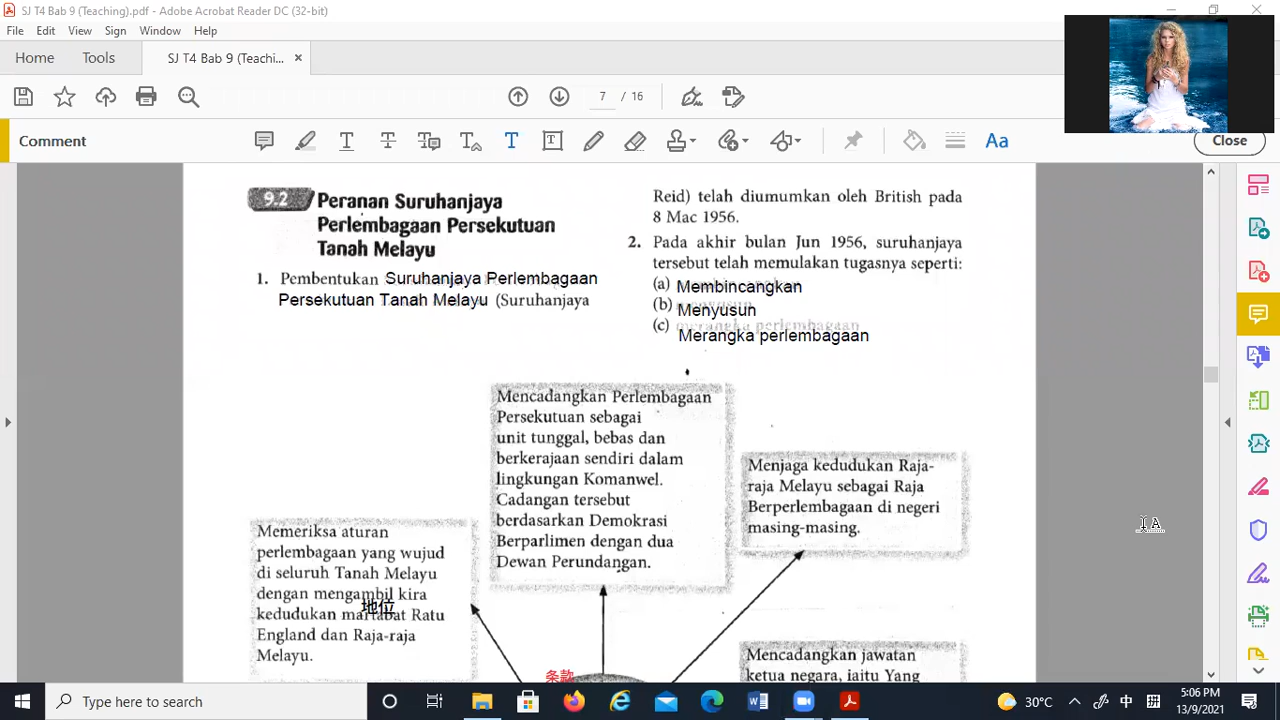 SJ T4 Bab 9 (Teaching).pdf - Adobe Acrobat Reader DC (32-bit)
File Edit View Sign Window Help
Home Tools SJ T4 Bab 9 (Teachi... ×
7 / 16
Comment
Aa
Close
9.2 Peranan Suruhanjaya
Perlembagaan Persekutuan
Tanah Melayu
1. Pembentukan Suruhanjaya Perlembagaan
Persekutuan Tanah Melayu (Suruhanjaya
Reid) telah diumumkan oleh British pada
8 Mac 1956.
2. Pada akhir bulan Jun 1956, suruhanjaya
tersebut telah memulakan tugasnya seperti:
(a) Membincangkan
(b) Menyusun
(c) merangka perlembagaan
Merangka perlembagaan
Mencadangkan Perlembagaan
Persekutuan sebagai
unit tunggal, bebas dan
berkerajaan sendiri dalam
lingkungan Komanwel.
Cadangan tersebut
berdasarkan Demokrasi
Berparlimen dengan dua
Dewan Perundangan.
Menjaga kedudukan Raja-
raja Melayu sebagai Raja
Berperlembagaan di negeri
masing-masing.
Memeriksa aturan
perlembagaan yang wujud
di seluruh Tanah Melayu
dengan mengambil kira
地位
kedudukan martabat Ratu
England dan Raja-raja
Melayu.
Mencadangkan jawatan
ketua negara, iaitu Yang
条款
Type here to search
30°C
中
拼
5:06 PM
13/9/2021